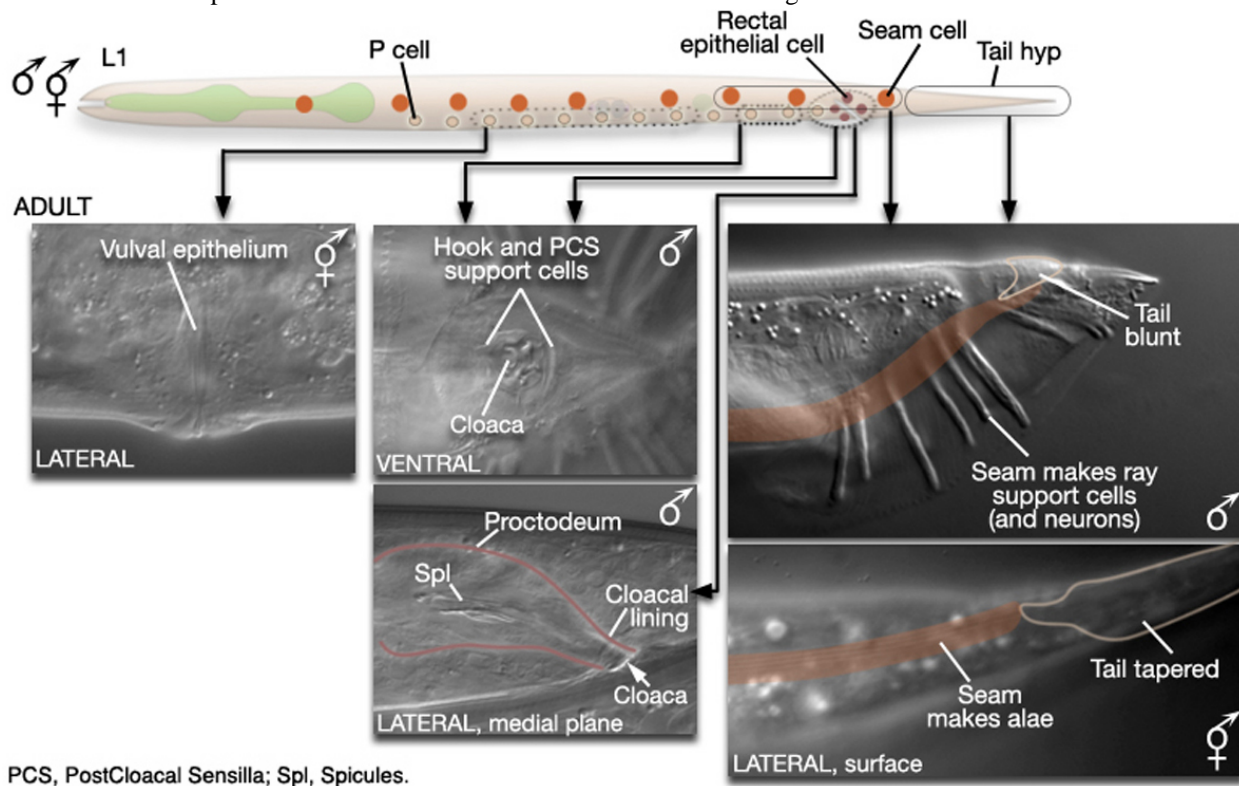 L1
P cell
Rectal
epithelial cell
Seam cell
Tail hyp
ADULT
Vulval epithelium
LATERAL
Hook and PCS
support cells
Cloaca
VENTRAL
Proctodeum
Spl
Cloacal
lining
Cloaca
LATERAL, medial plane
Tail
blunt
Seam makes ray
support cells
(and neurons)
Seam
makes alae
Tail tapered
LATERAL, surface
PCS, PostCloacal Sensilla; Spl, Spicules.